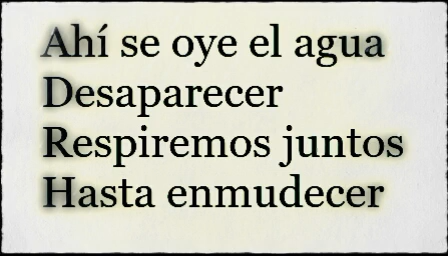 Ahí se oye el agua
Desaparecer
Respiremos juntos
Hasta enmudecer